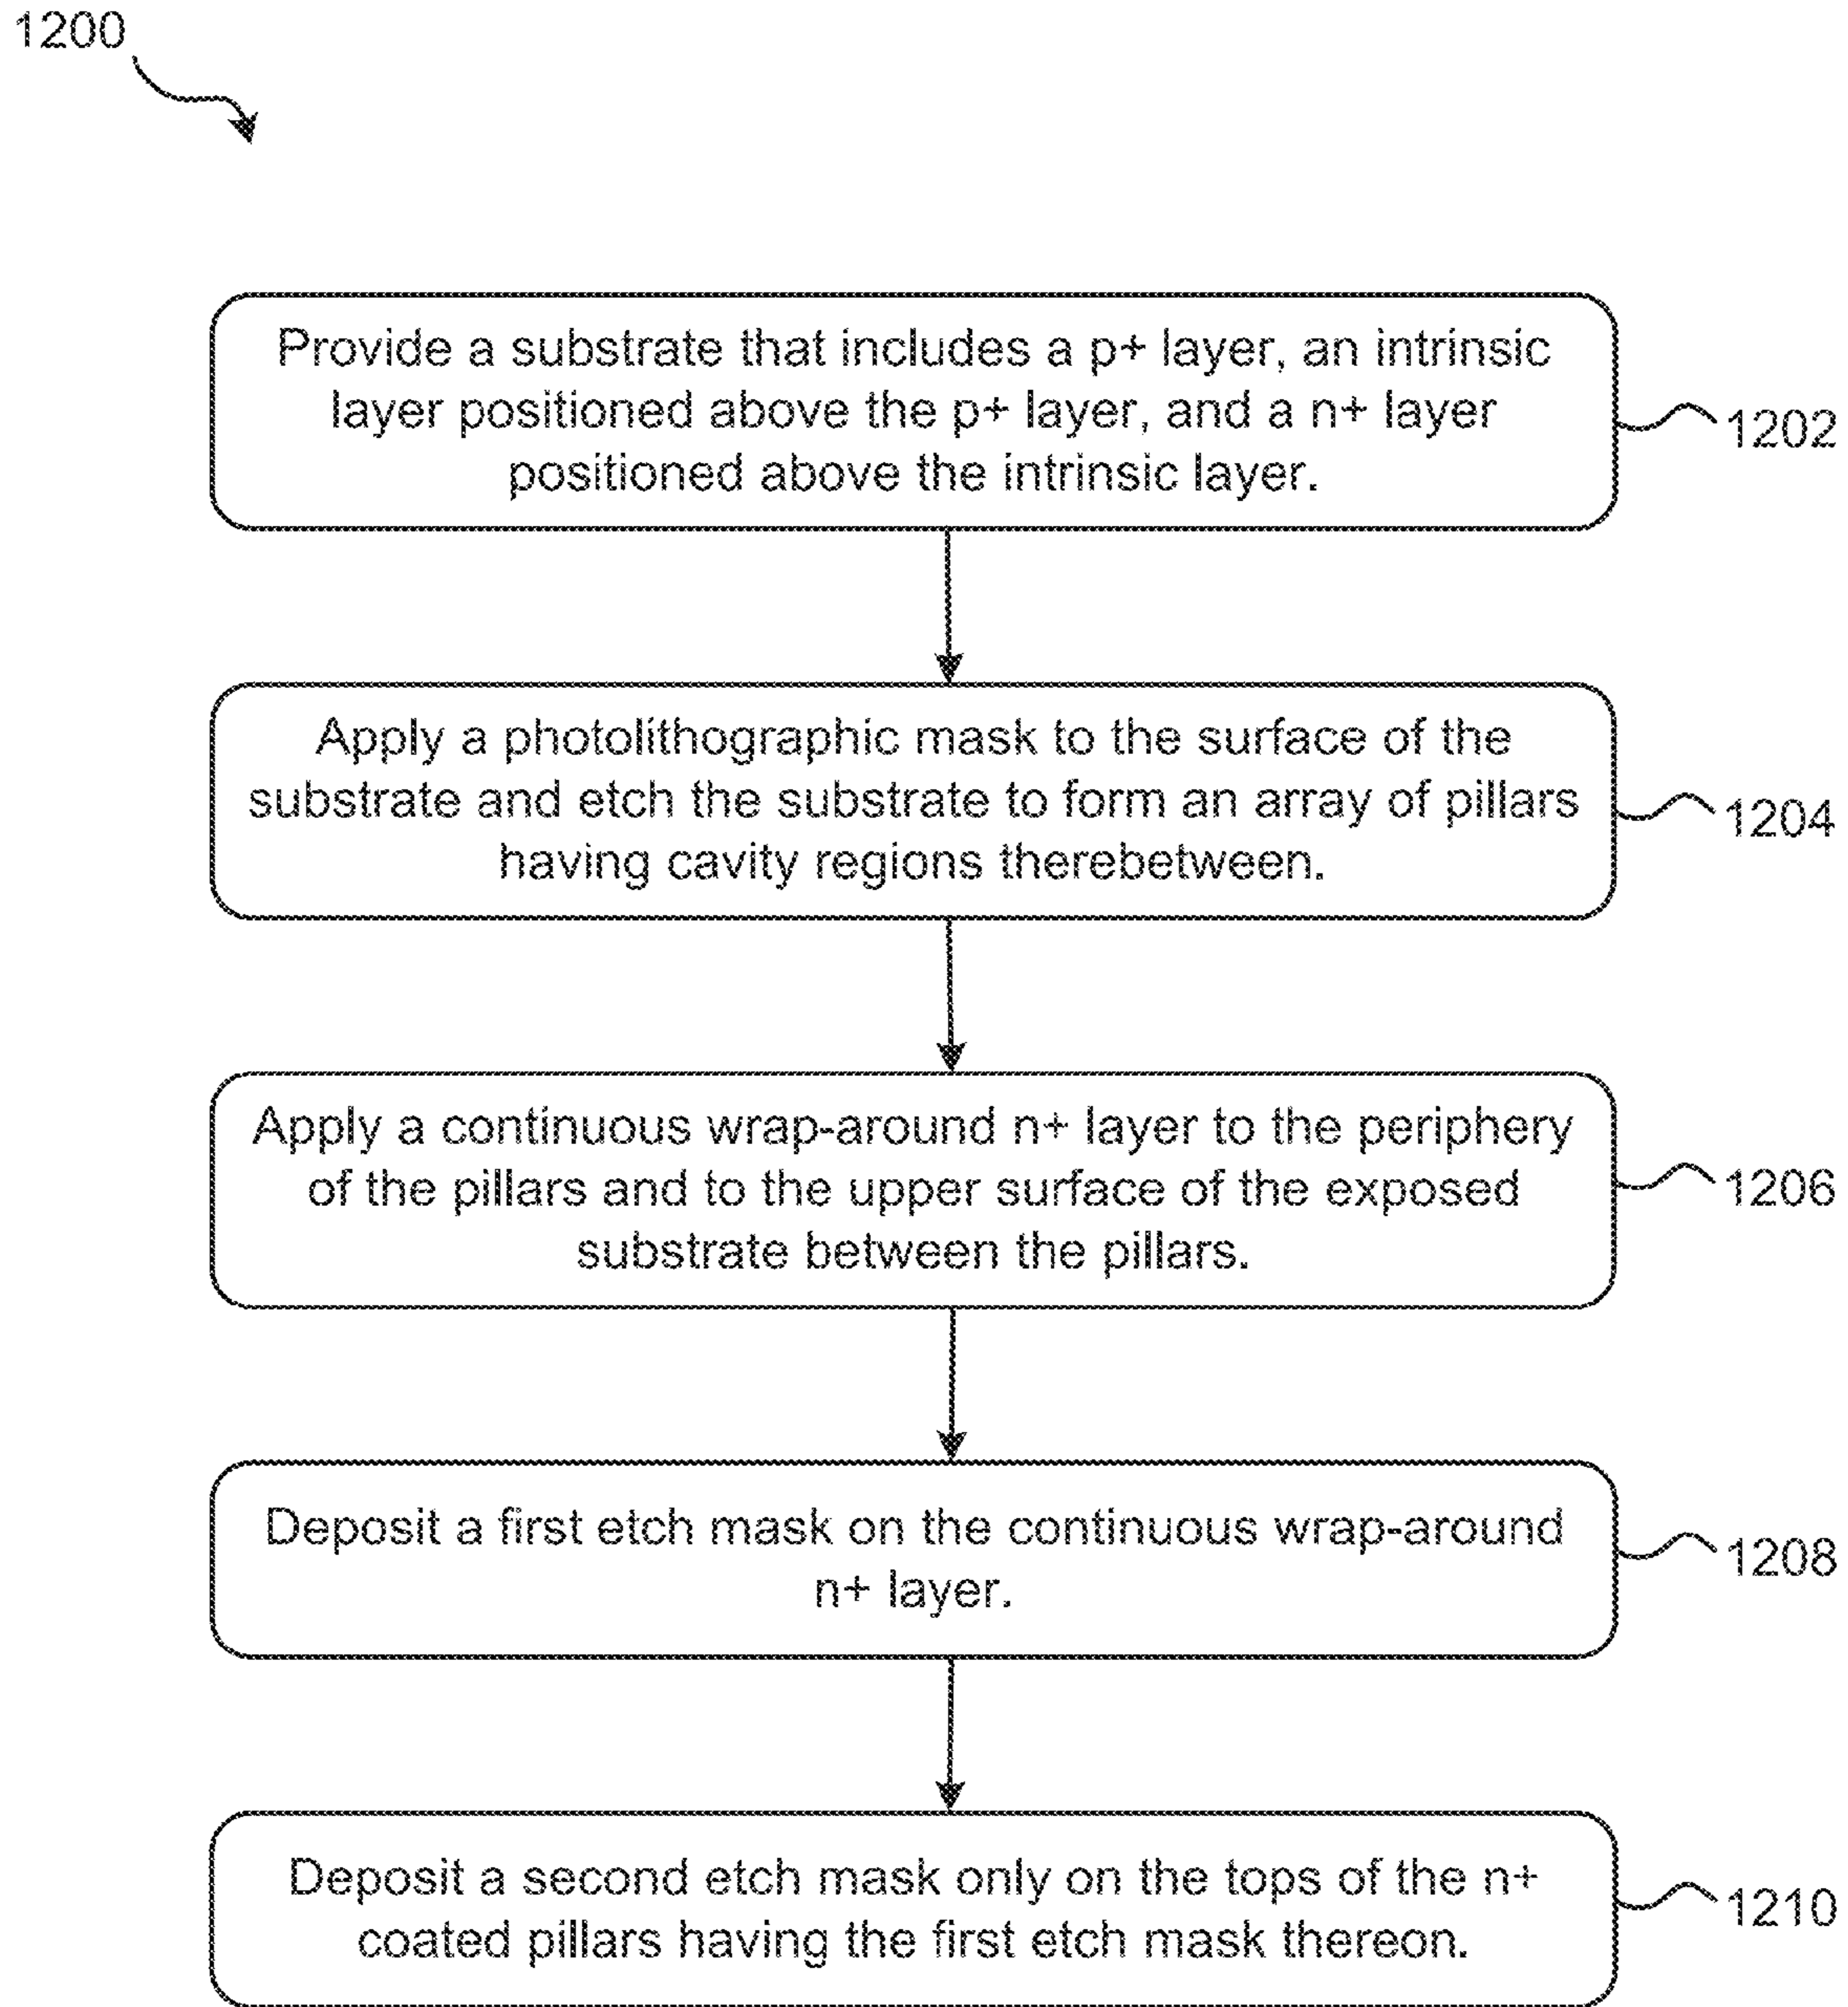 1200
Provide a substrate that includes a p+ layer, an intrinsic
layer positioned above the p+ layer, and a n+ layer
positioned above the intrinsic layer.
1202
Apply a photolithographic mask to the surface of the
substrate and etch the substrate to form an array of pillars
having cavity regions therebetween.
1204
Apply a continuous wrap-around n+ layer to the periphery
of the pillars and to the upper surface of the exposed
substrate between the pillars.
1206
Deposit a first etch mask on the continuous wrap-around
n+ layer.
1208
Deposit a second etch mask only on the tops of the n+
coated pillars having the first etch mask thereon.
1210